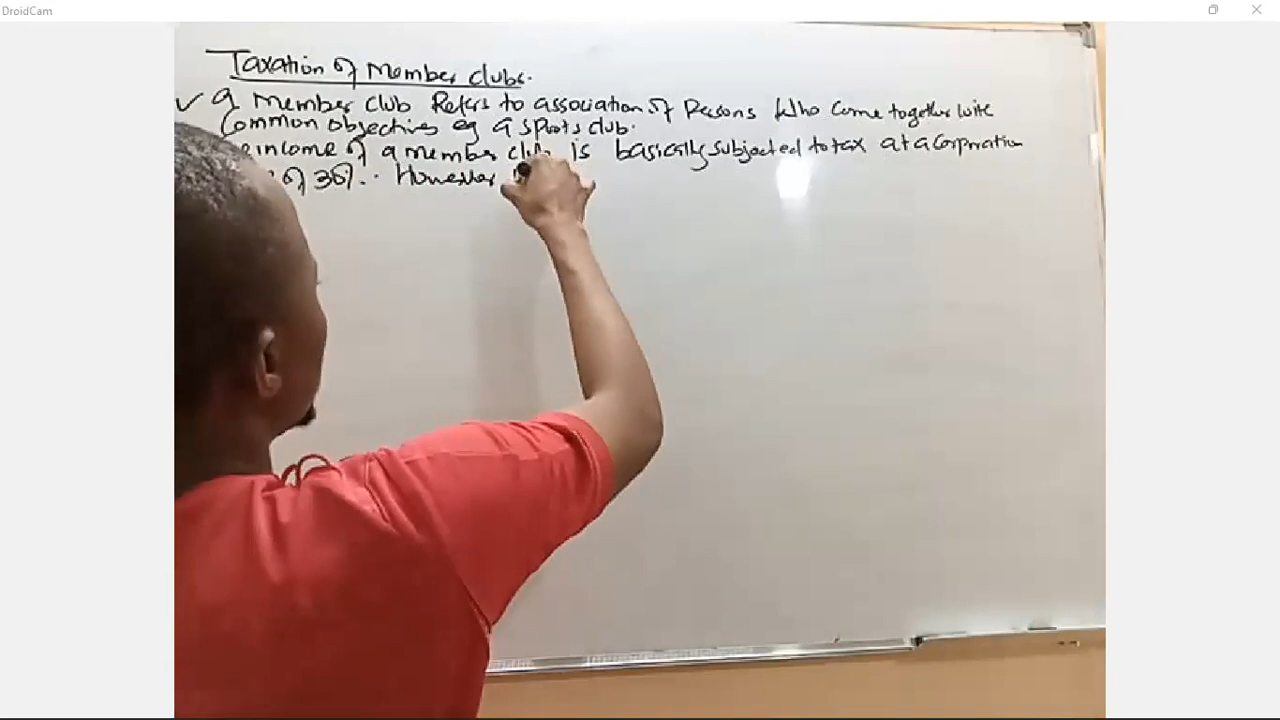 DroidCam
Taxation of Member clubs.
✓ a Member club Refers to association of Persons who come together with
Common objectives eg a sports club.
income of a member club is basically subjected to tax at a corporation
of 30%. However